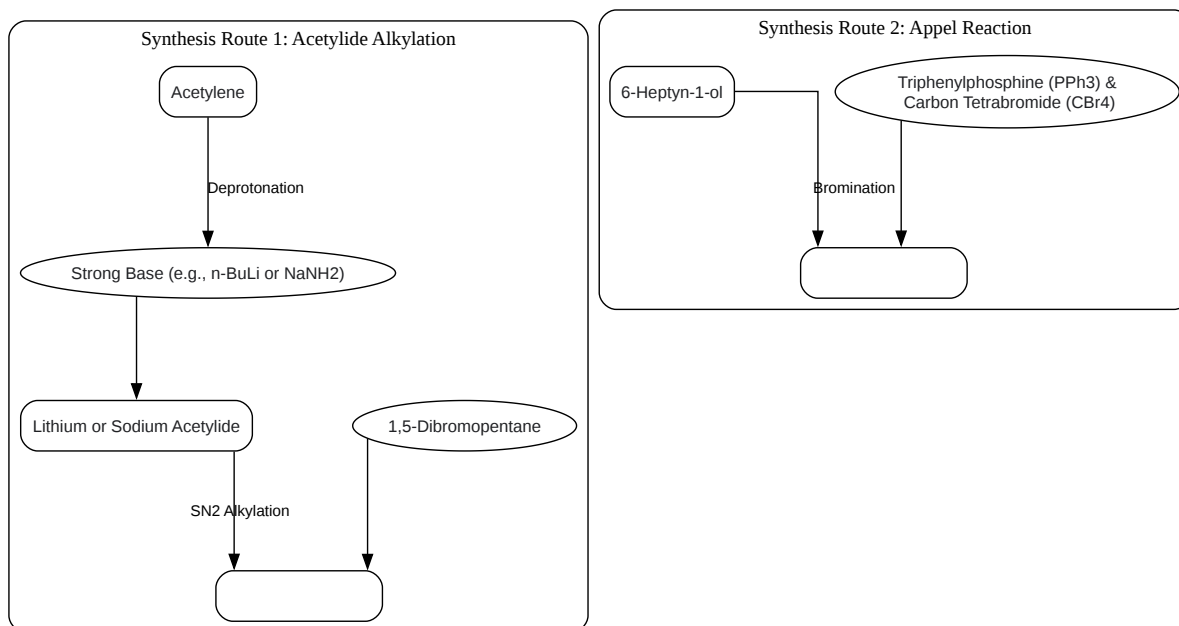 Synthesis Route 1: Acetylide Alkylation
Acetylene
Deprotonation
Strong Base (e.g., n-BuLi or NaNH2)
Lithium or Sodium Acetylide
1,5-Dibromopentane
SN2 Alkylation
Synthesis Route 2: Appel Reaction
6-Heptyn-1-ol
Triphenylphosphine (PPh3) &
Carbon Tetrabromide (CBr4)
Bromination